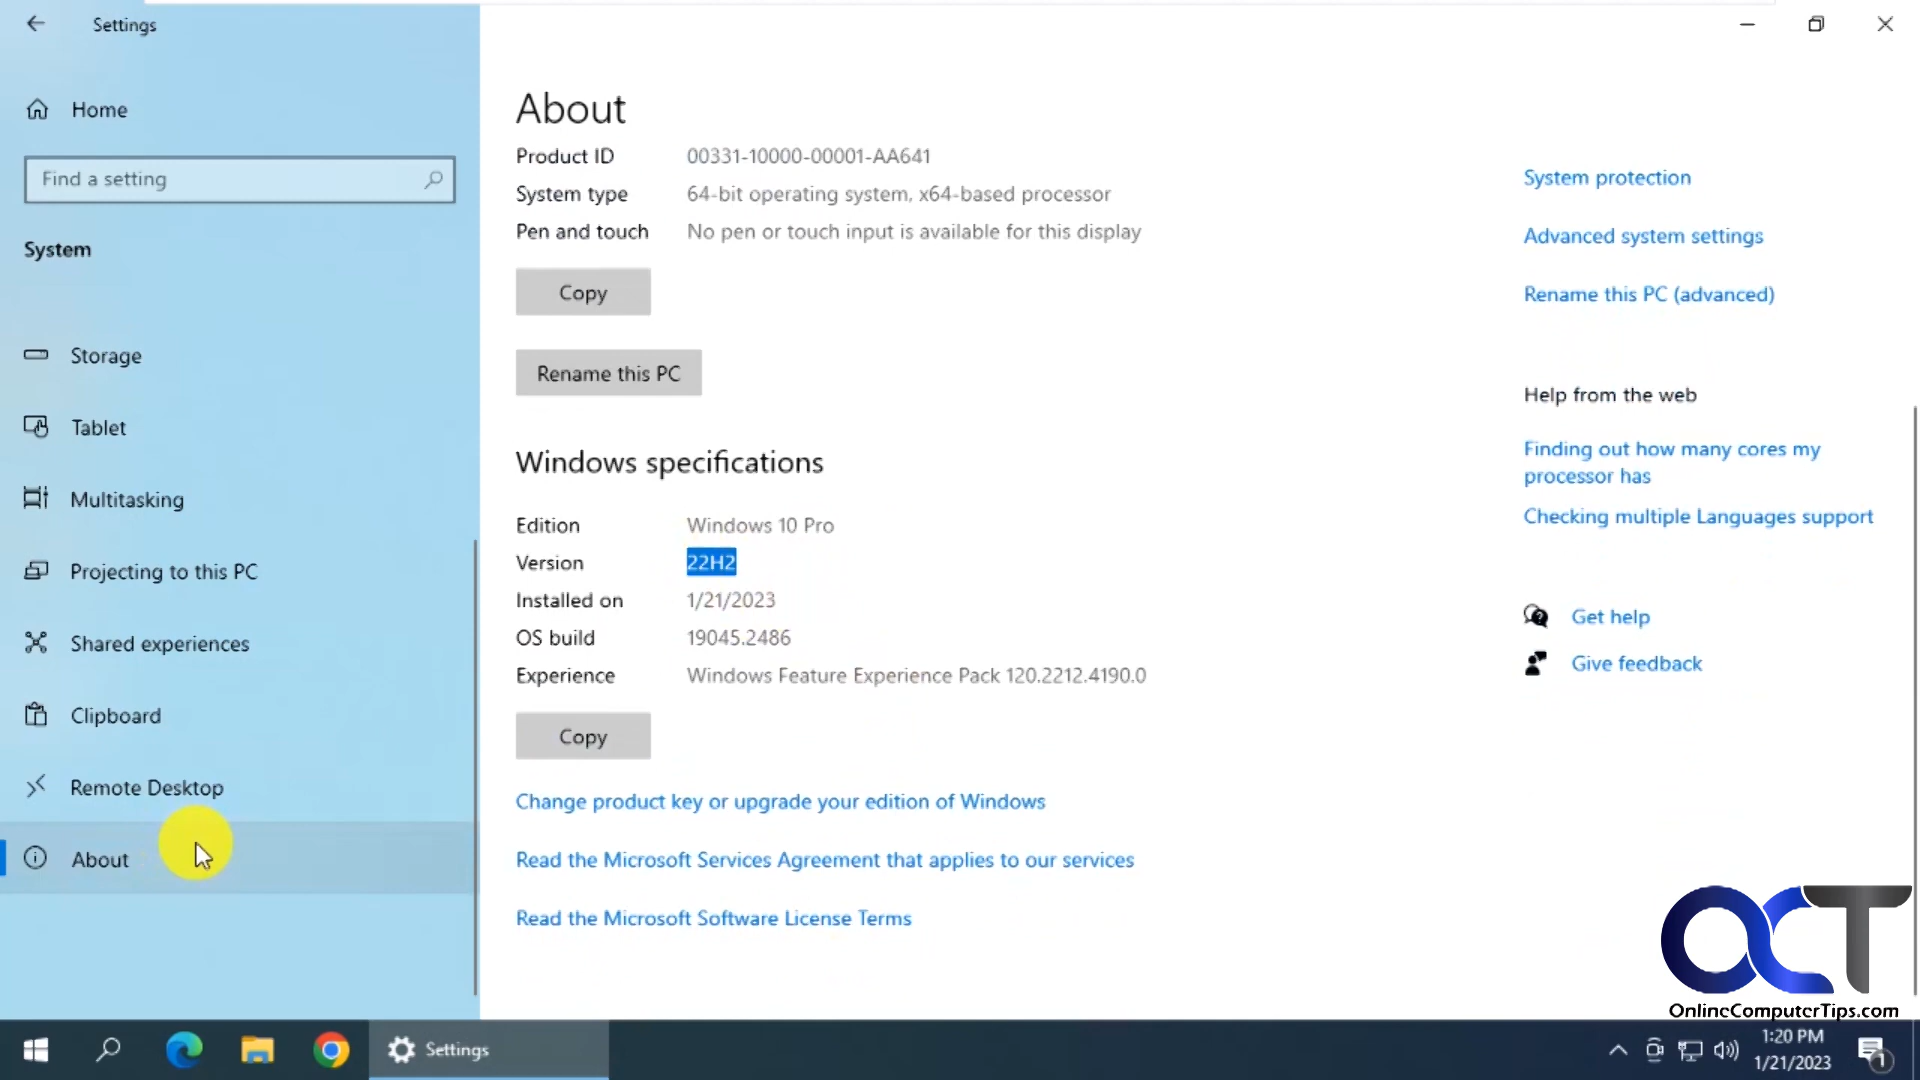 Settings
Home
Find a setting
System
Storage
Tablet
Multitasking
Projecting to this PC
Shared experiences
Clipboard
Remote Desktop
About
About
Product ID 00331-10000-00001-AA641
System type 64-bit operating system, x64-based processor
Pen and touch No pen or touch input is available for this display
Copy
Rename this PC
Windows specifications
Edition Windows 10 Pro
Version 22H2
Installed on 1/21/2023
OS build 19045.2486
Experience Windows Feature Experience Pack 120.2212.4190.0
Copy
Change product key or upgrade your edition of Windows
Read the Microsoft Services Agreement that applies to our services
Read the Microsoft Software License Terms
System protection
Advanced system settings
Rename this PC (advanced)
Help from the web
Finding out how many cores my
processor has
Checking multiple Languages support
Get help
Give feedback
OCT
OnlineComputerTips.com
Settings
1:20 PM
1/21/2023
1